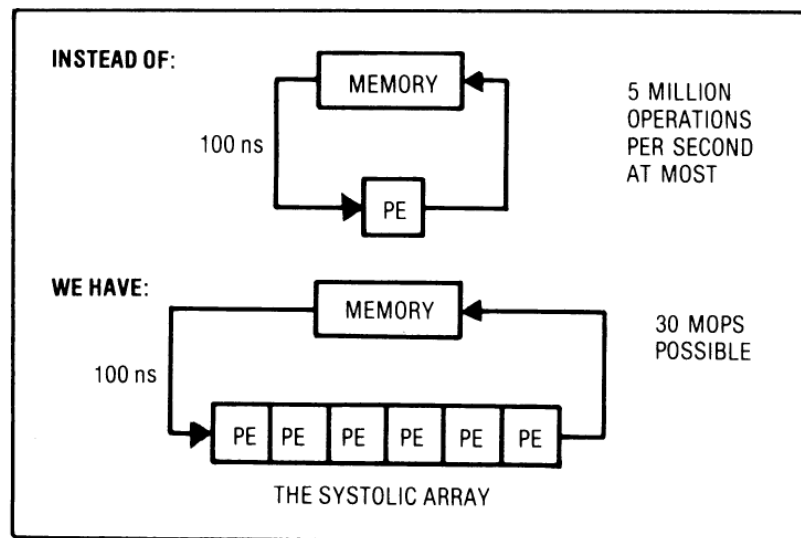 INSTEAD OF:
MEMORY
100 ns
PE
5 MILLION
OPERATIONS
PER SECOND
AT MOST
WE HAVE:
MEMORY
100 ns
30 MOPS
POSSIBLE
PE PE PE PE PE PE
THE SYSTOLIC ARRAY